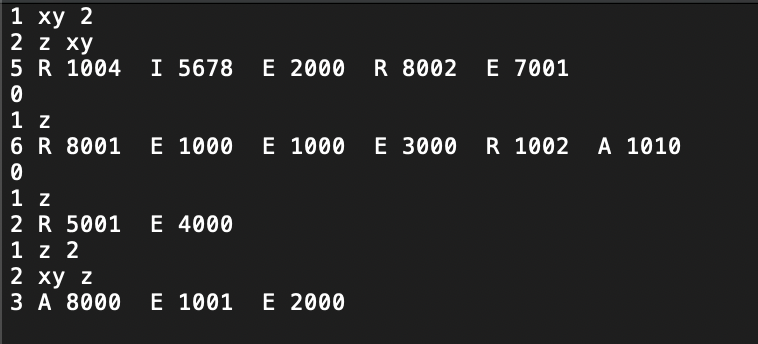 1 xy 2
2 z xy
5 R 1004  I 5678  E 2000  R 8002  E 7001
0
1 z
6 R 8001  E 1000  E 1000  E 3000  R 1002  A 1010
0
1 z
2 R 5001  E 4000
1 z 2
2 xy z
3 A 8000  E 1001  E 2000